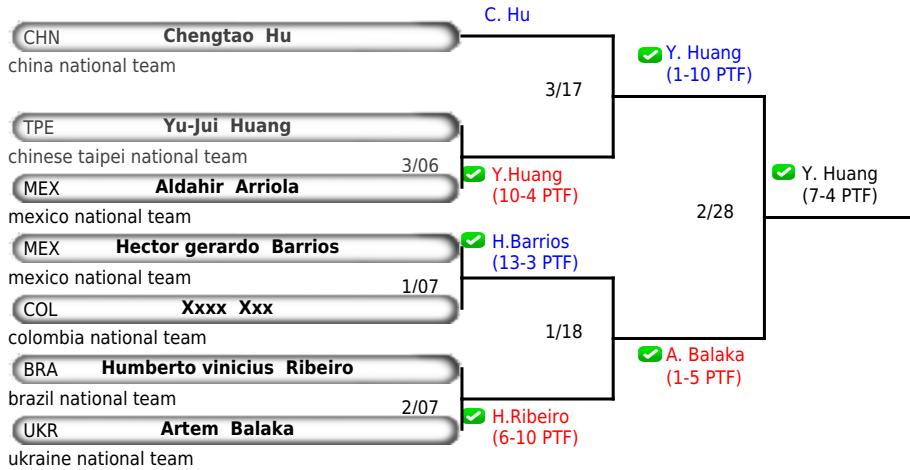 C. Hu
CHN Chengtao Hu
china national team
Y. Huang
(1-10 PTF)
3/17
TPE Yu-Jui Huang
chinese taipei national team
3/06
Y.Huang
(10-4 PTF)
MEX Aldahir Arriola
mexico national team
Y. Huang
(7-4 PTF)
2/28
MEX Hector gerardo Barrios
mexico national team
H.Barrios
(13-3 PTF)
1/07
COL Xxxx Xxx
colombia national team
1/18
BRA Humberto vinicius Ribeiro
brazil national team
A. Balaka
(1-5 PTF)
2/07
H.Ribeiro
(6-10 PTF)
UKR Artem Balaka
ukraine national team